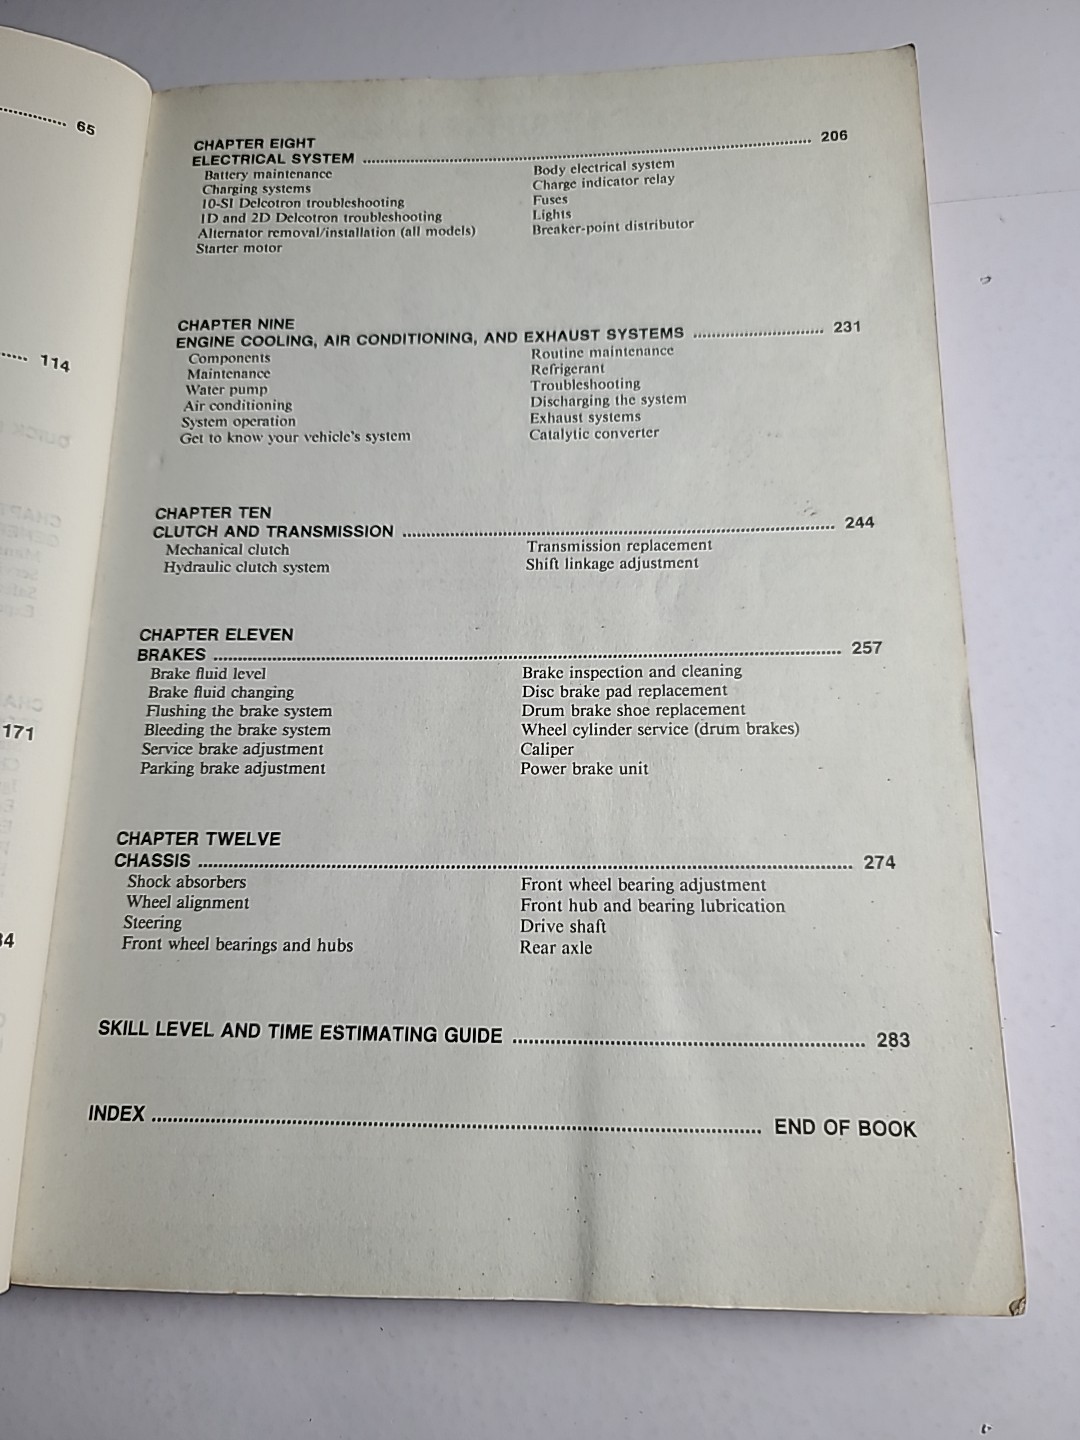 65
114
171
34
CHAPTER EIGHT
ELECTRICAL SYSTEM ........ 206
Battery maintenance
Charging systems
10-SI Delcotron troubleshooting
1D and 2D Delcotron troubleshooting
Alternator removal/installation (all models)
Starter motor
Body electrical system
Charge indicator relay
Fuses
Lights
Breaker-point distributor
CHAPTER NINE
ENGINE COOLING, AIR CONDITIONING, AND EXHAUST SYSTEMS ........ 231
Components
Maintenance
Water pump
Air conditioning
System operation
Get to know your vehicle's system
Routine maintenance
Refrigerant
Troubleshooting
Discharging the system
Exhaust systems
Catalytic converter
CHAPTER TEN
CLUTCH AND TRANSMISSION ........ 244
Mechanical clutch
Hydraulic clutch system
Transmission replacement
Shift linkage adjustment
CHAPTER ELEVEN
BRAKES ........ 257
Brake fluid level
Brake fluid changing
Flushing the brake system
Bleeding the brake system
Service brake adjustment
Parking brake adjustment
Brake inspection and cleaning
Disc brake pad replacement
Drum brake shoe replacement
Wheel cylinder service (drum brakes)
Caliper
Power brake unit
CHAPTER TWELVE
CHASSIS ........ 274
Shock absorbers
Wheel alignment
Steering
Front wheel bearings and hubs
Front wheel bearing adjustment
Front hub and bearing lubrication
Drive shaft
Rear axle
SKILL LEVEL AND TIME ESTIMATING GUIDE ........ 283
INDEX ........ END OF BOOK